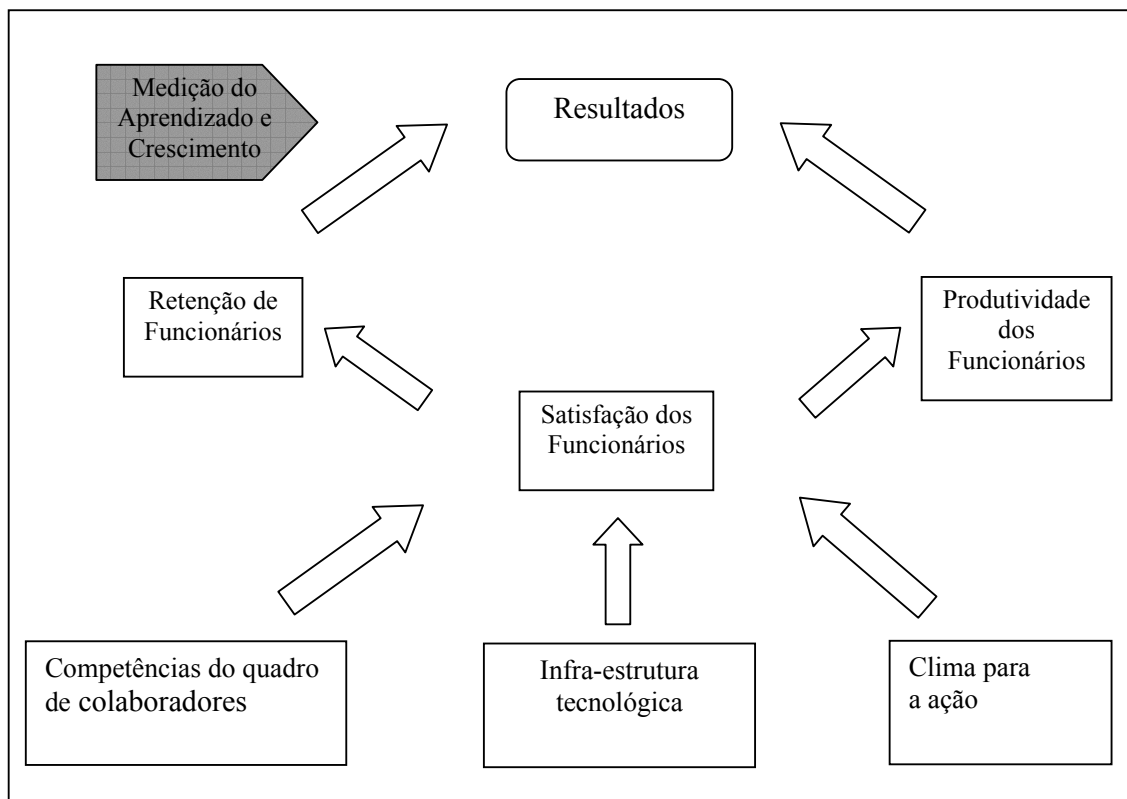 Medição do
Aprendizado e
Crescimento
Resultados
Retenção de
Funcionários
Produtividade
dos
Funcionários
Satisfação dos
Funcionários
Competências do quadro
de colaboradores
Infra-estrutura
tecnológica
Clima para
a ação